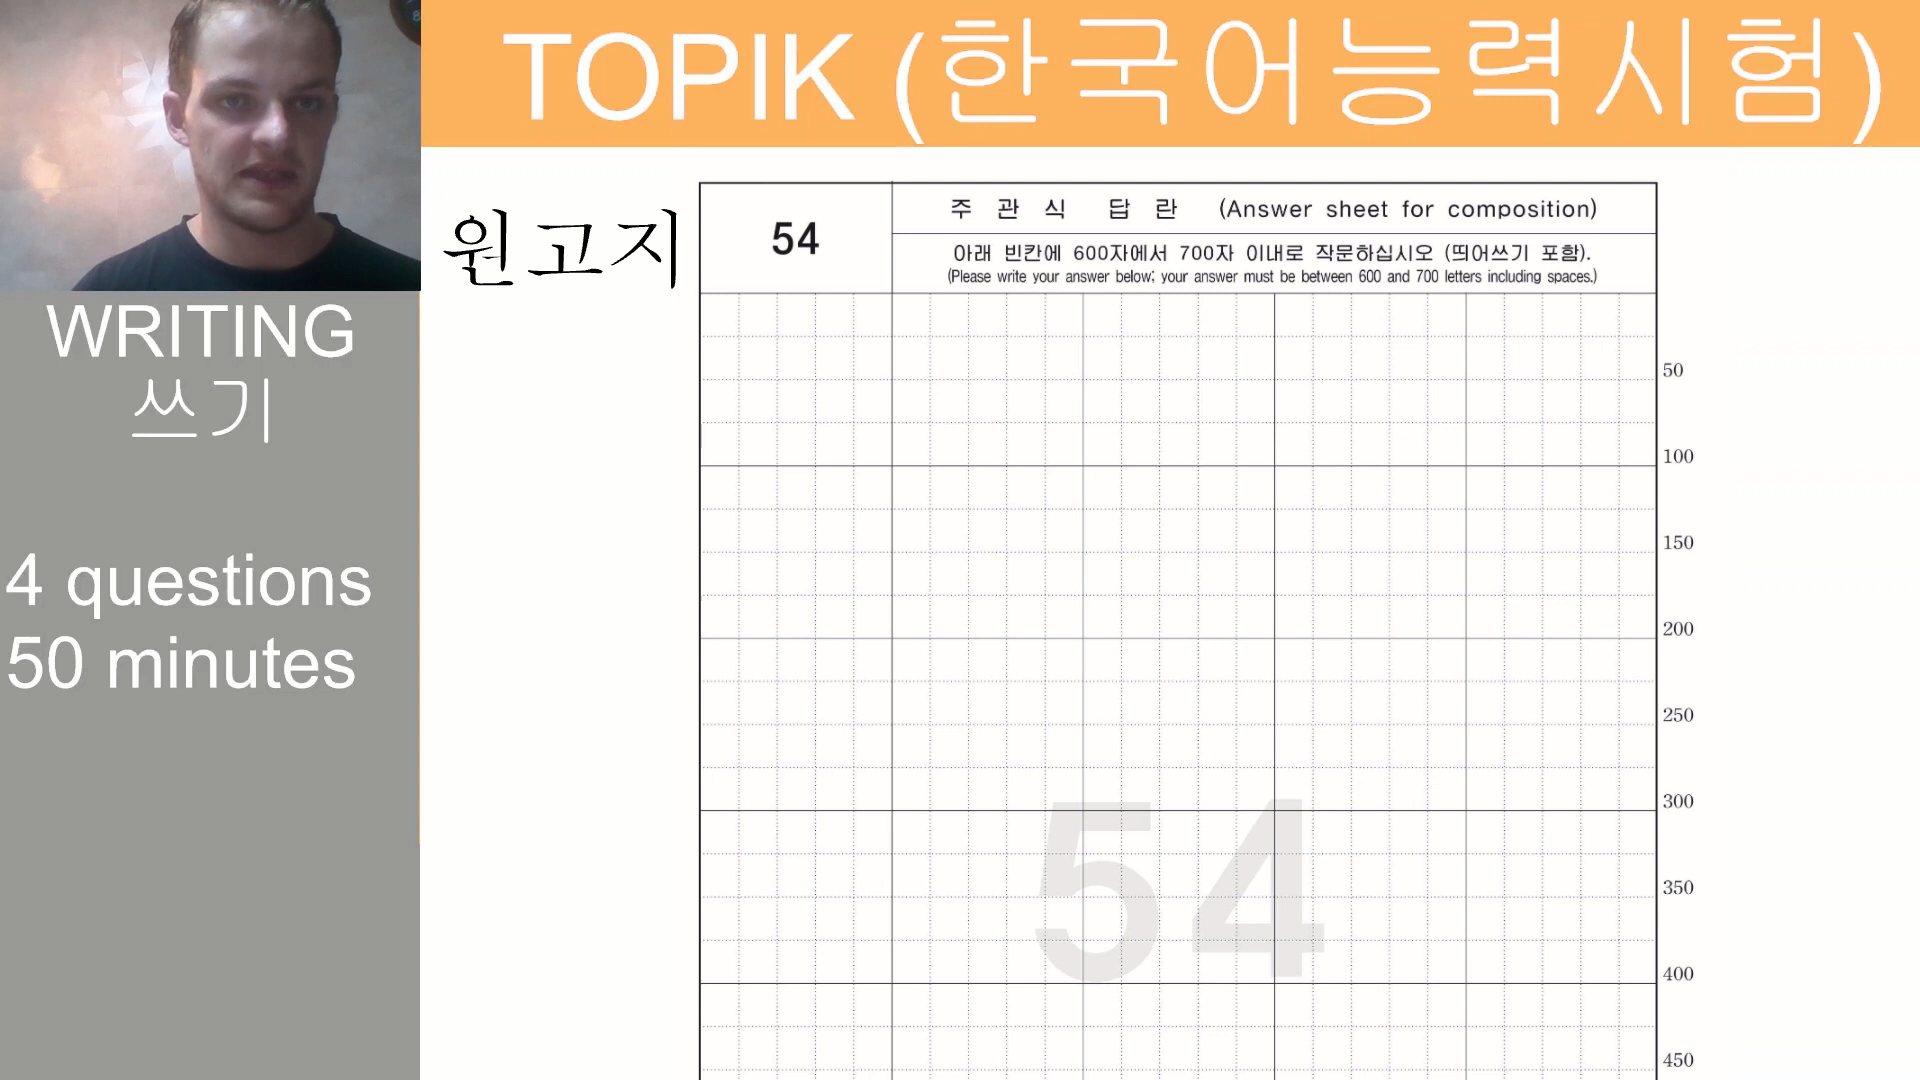 TOPIK (한국어능력시험)
WRITING
쓰기
4 questions
50 minutes
원고지
54
주 관 식 답 란 (Answer sheet for composition)
아래 빈칸에 600자에서 700자 이내로 작문하십시오 (띄어쓰기 포함).
(Please write your answer below; your answer must be between 600 and 700 letters including spaces.)
50
100
150
200
250
300
54
350
400
450